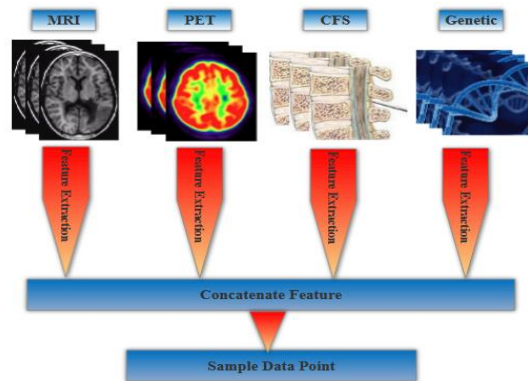 MRI PET CFS Genetic
Feature Extraction Feature Extraction Feature Extraction Feature Extraction
Concatenate Feature
Sample Data Point